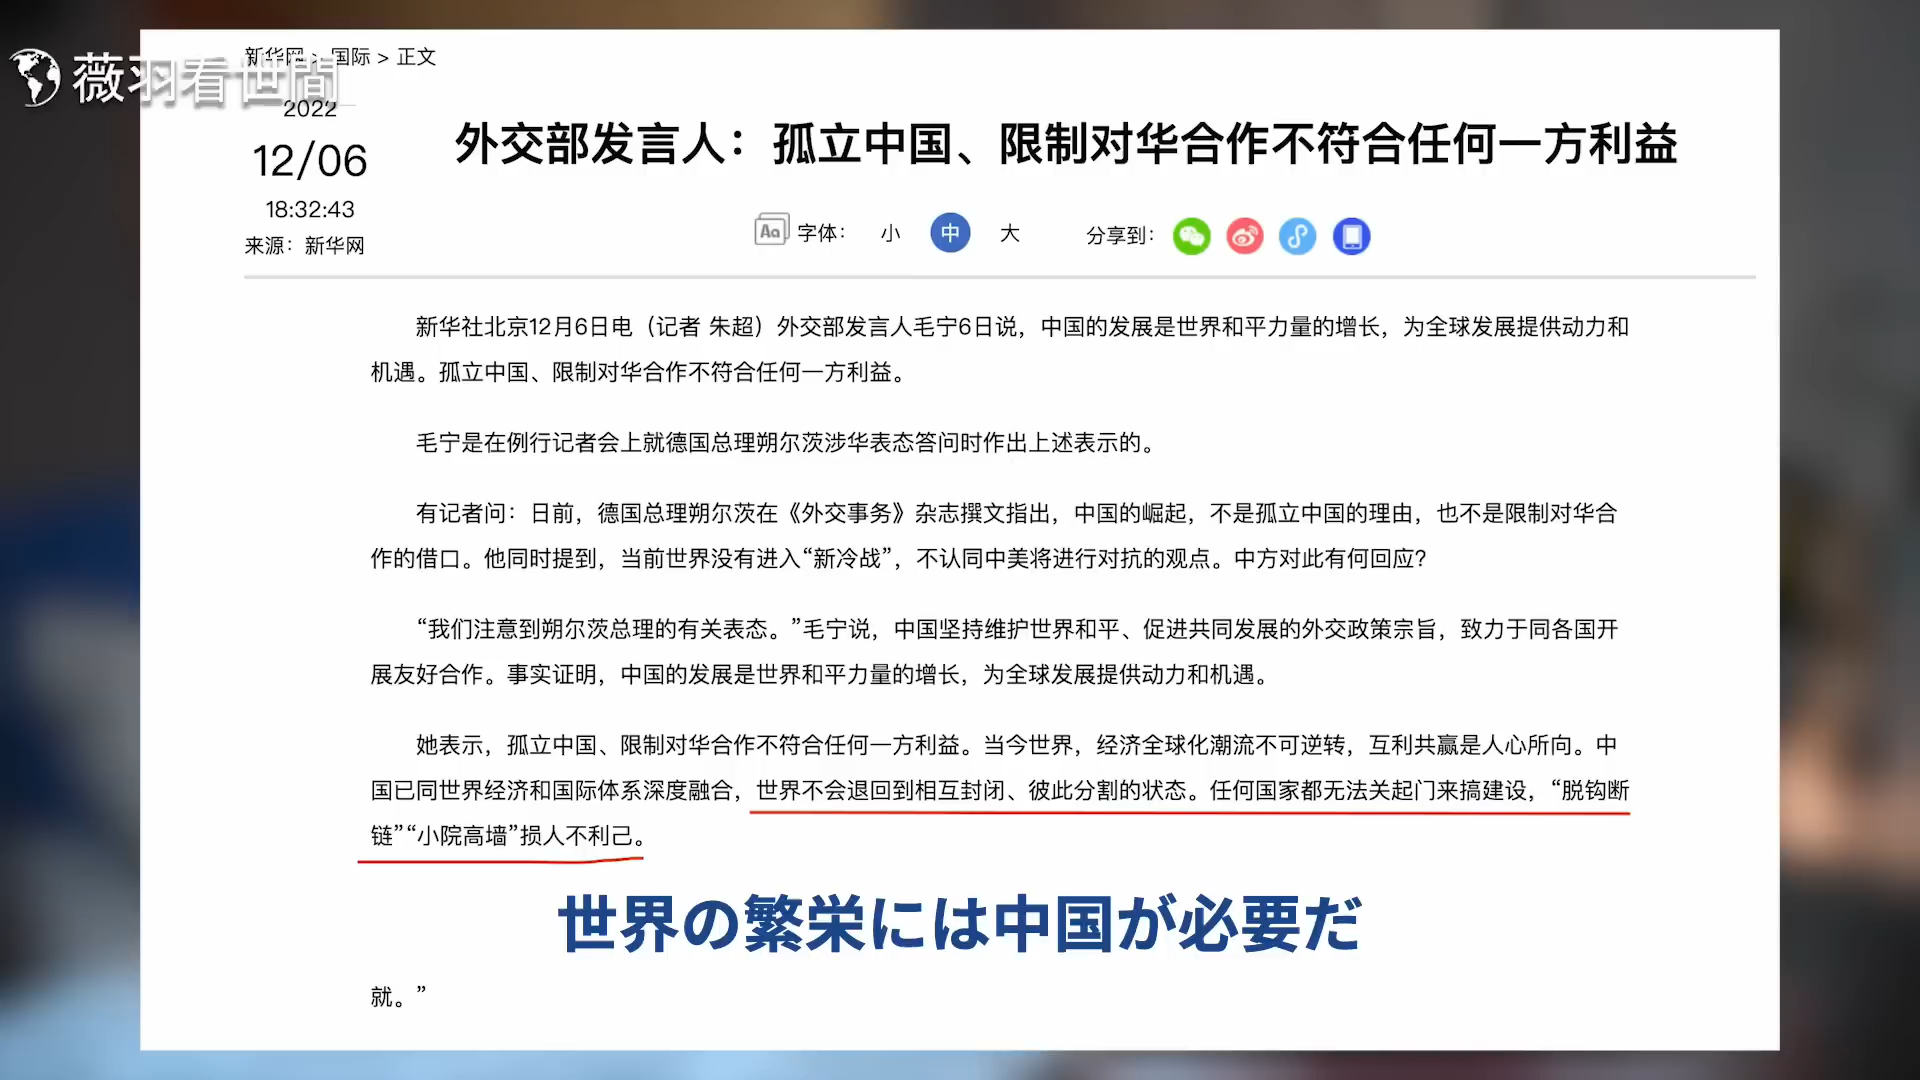 薇羽看世間
新华网 > 国际 > 正文
2022
12/06
18:32:43
来源：新华网
外交部发言人：孤立中国、限制对华合作不符合任何一方利益
Aa 字体： 小 中 大 分享到：
新华社北京12月6日电（记者 朱超）外交部发言人毛宁6日说，中国的发展是世界和平力量的增长，为全球发展提供动力和
机遇。孤立中国、限制对华合作不符合任何一方利益。
毛宁是在例行记者会上就德国总理朔尔茨涉华表态答问时作出上述表示的。
有记者问：日前，德国总理朔尔茨在《外交事务》杂志撰文指出，中国的崛起，不是孤立中国的理由，也不是限制对华合
作的借口。他同时提到，当前世界没有进入“新冷战”，不认同中美将进行对抗的观点。中方对此有何回应？
“我们注意到朔尔茨总理的有关表态。”毛宁说，中国坚持维护世界和平、促进共同发展的外交政策宗旨，致力于同各国开
展友好合作。事实证明，中国的发展是世界和平力量的增长，为全球发展提供动力和机遇。
她表示，孤立中国、限制对华合作不符合任何一方利益。当今世界，经济全球化潮流不可逆转，互利共赢是人心所向。中
国已同世界经济和国际体系深度融合，世界不会退回到相互封闭、彼此分割的状态。任何国家都无法关起门来搞建设，“脱钩断
链”“小院高墙”损人不利己。
世界の繁栄には中国が必要だ
就。”